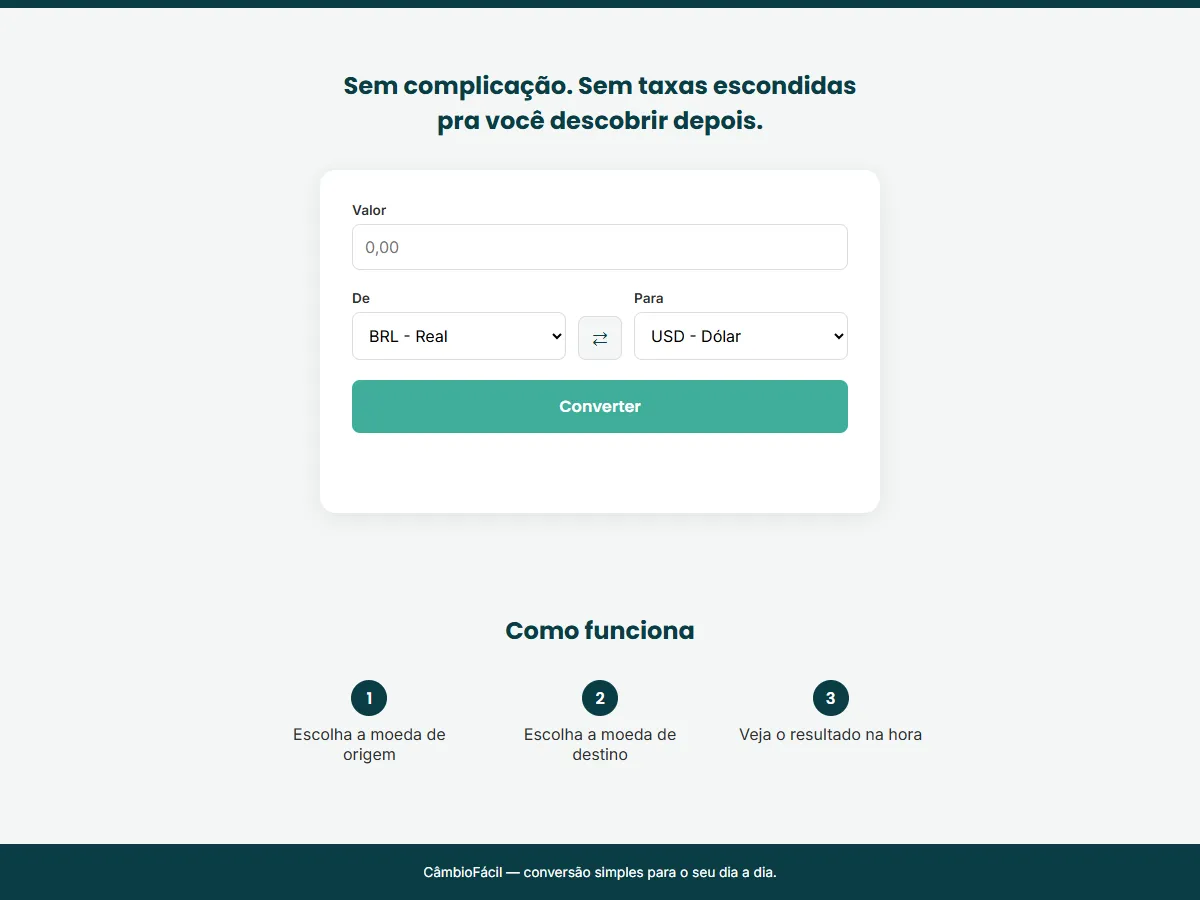 Sem complicação. Sem taxas escondidas
pra você descobrir depois.
Valor
0,00
De
Para
BRL - Real
USD - Dólar
Converter
Como funciona
1
2
3
Escolha a moeda de
origem
Escolha a moeda de
destino
Veja o resultado na hora
CâmbioFácil — conversão simples para o seu dia a dia.